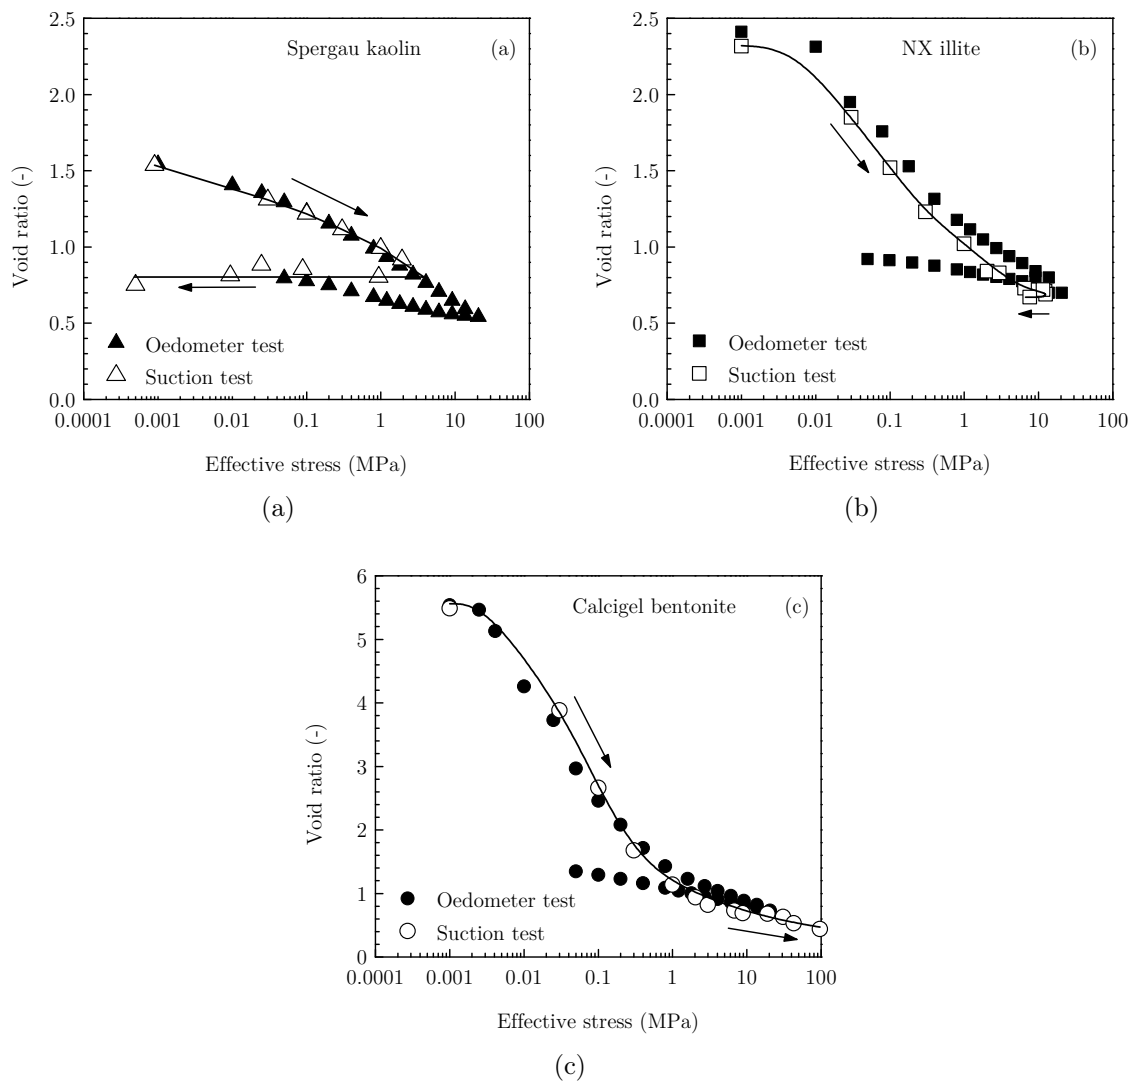 2.5
2.0
1.5
1.0
0.5
0.0
Void ratio (-)
Spergau kaolin (a)
Oedometer test
Suction test
0.0001 0.001 0.01 0.1 1 10 100
Effective stress (MPa)
(a)
2.5
2.0
1.5
1.0
0.5
0.0
Void ratio (-)
NX illite (b)
Oedometer test
Suction test
0.0001 0.001 0.01 0.1 1 10 100
Effective stress (MPa)
(b)
6
5
4
3
2
1
0
Void ratio (-)
Calcigel bentonite (c)
Oedometer test
Suction test
0.0001 0.001 0.01 0.1 1 10 100
Effective stress (MPa)
(c)